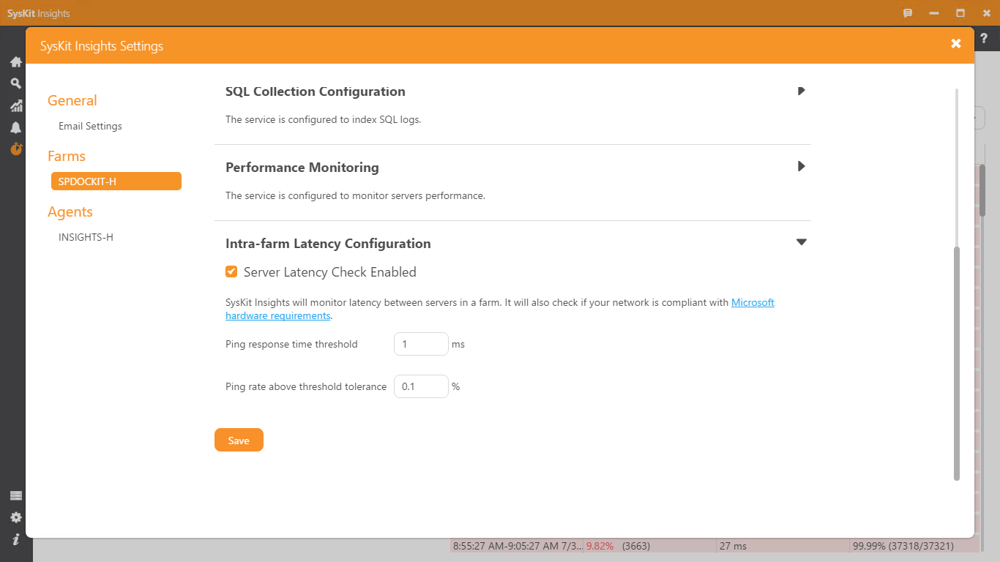 SysKit Insights
SysKit Insights Settings
?
General
Email Settings
Farms
SPDOCKIT-H
Agents
INSIGHTS-H
SQL Collection Configuration
The service is configured to index SQL logs.
Performance Monitoring
The service is configured to monitor servers performance.
Intra-farm Latency Configuration
Server Latency Check Enabled
SysKit Insights will monitor latency between servers in a farm. It will also check if your network is compliant with Microsoft
hardware requirements.
Ping response time threshold 1 ms
Ping rate above threshold tolerance 0.1 %
Save
8:55:27 AM-9:05:27 AM 7/3... 9.82% (3663) 27 ms 99.99% (37318/37321)